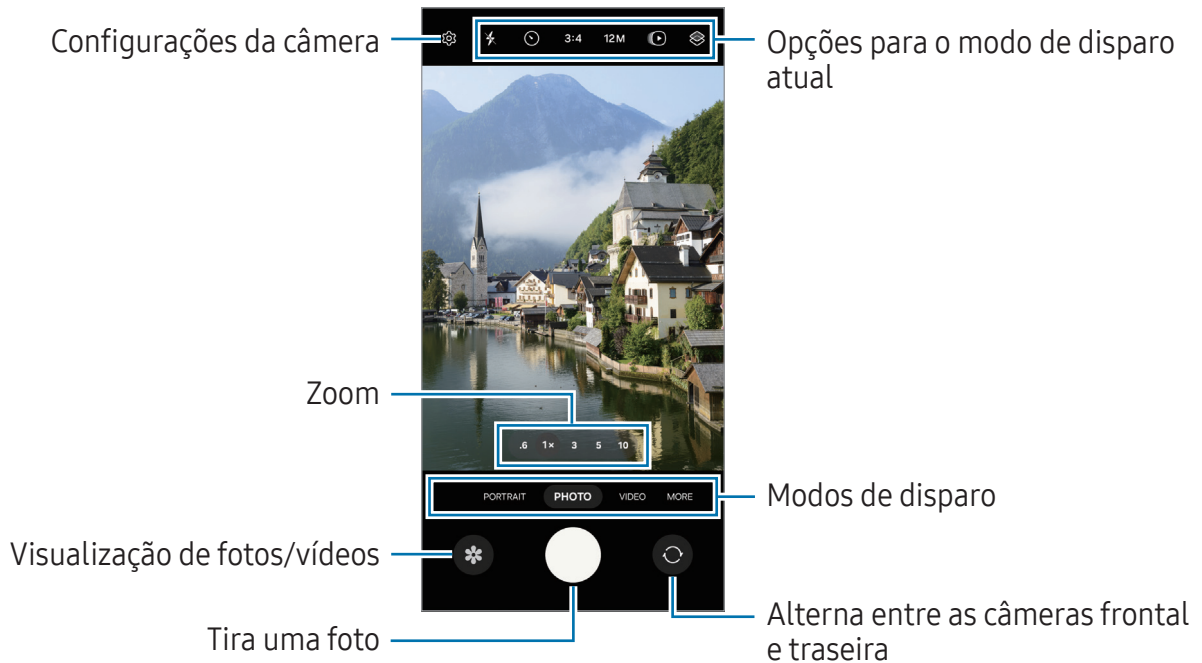 Configurações da câmera
3:4
12M
Opções para o modo de disparo
atual
Zoom
.6 1× 3 5 10
PORTRAIT PHOTO VIDEO MORE
Modos de disparo
Visualização de fotos/vídeos
Tira uma foto
Alterna entre as câmeras frontal
e traseira